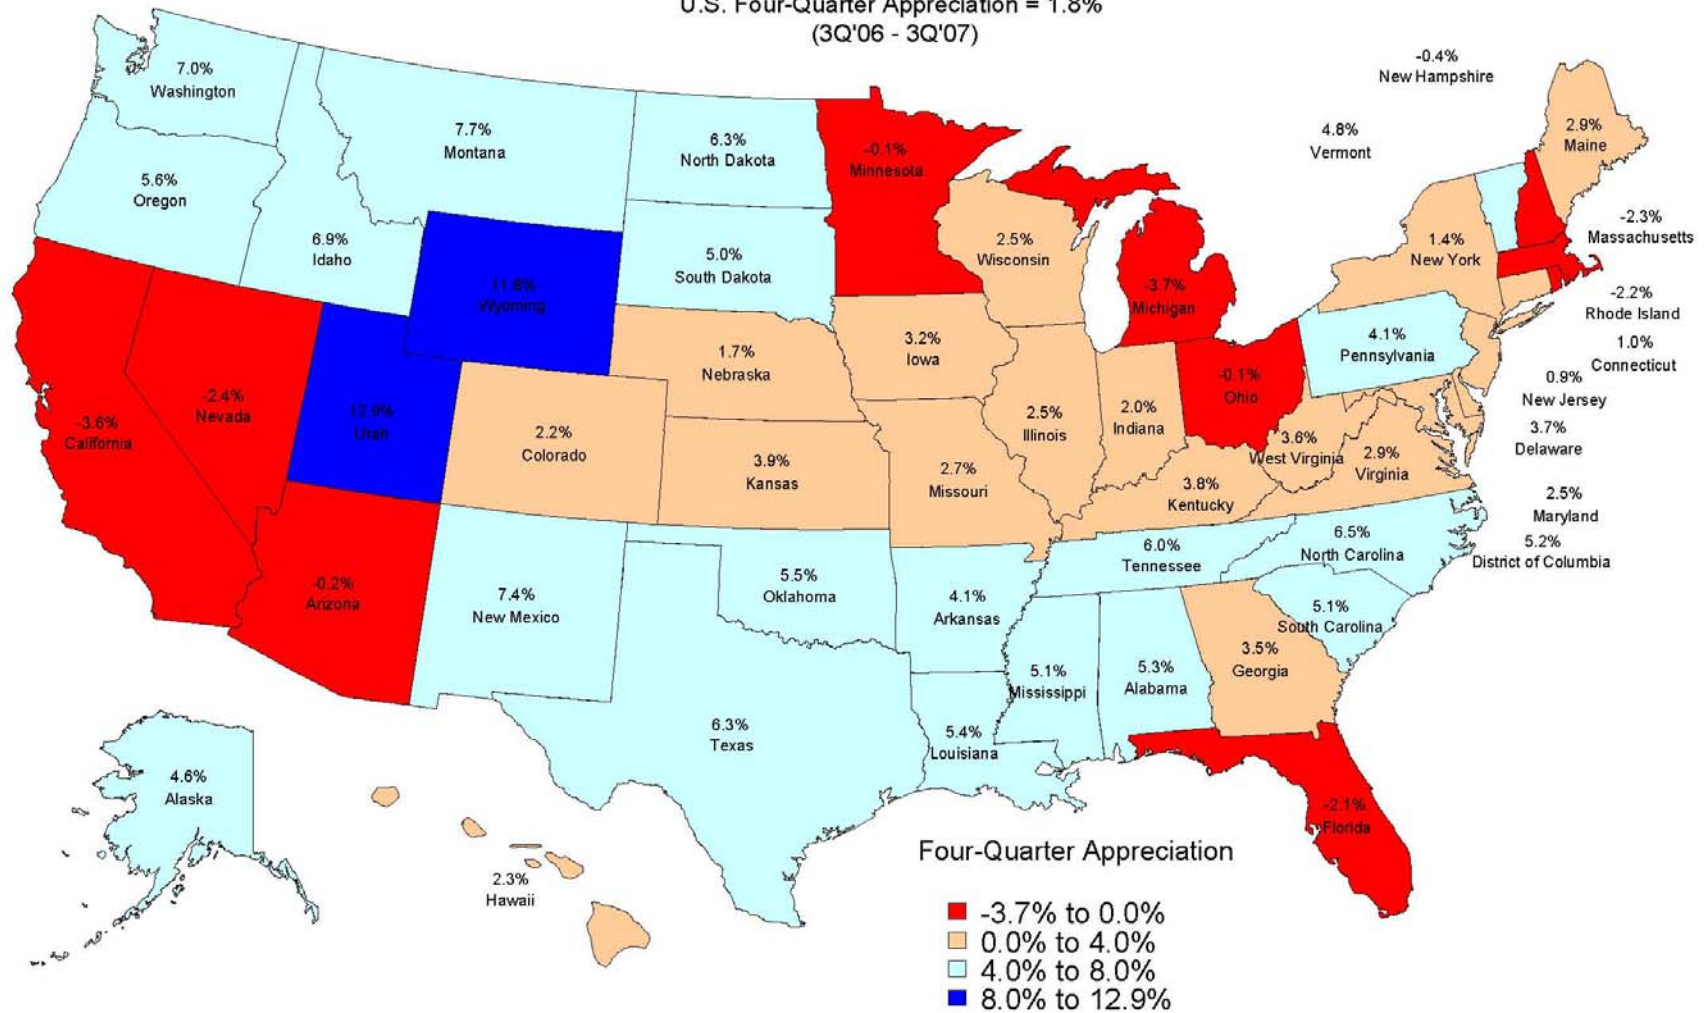 U.S. Four-Quarter Appreciation = 1.8%
(3Q'06 - 3Q'07)
-0.4%
New Hampshire
7.0%
Washington
7.7%
Montana
6.3%
North Dakota
-0.1%
Minnesota
4.8%
Vermont
2.9%
Maine
5.6%
Oregon
6.9%
Idaho
11.8%
Wyoming
5.0%
South Dakota
2.5%
Wisconsin
-3.7%
Michigan
1.4%
New York
-2.3%
Massachusetts
-2.2%
Rhode Island
1.0%
Connecticut
-3.6%
California
-2.4%
Nevada
12.9%
Utah
2.2%
Colorado
1.7%
Nebraska
3.2%
Iowa
2.5%
Illinois
2.0%
Indiana
-0.1%
Ohio
4.1%
Pennsylvania
0.9%
New Jersey
3.7%
Delaware
3.9%
Kansas
2.7%
Missouri
3.8%
Kentucky
3.6%
West Virginia
2.9%
Virginia
2.5%
Maryland
5.2%
District of Columbia
-0.2%
Arizona
7.4%
New Mexico
5.5%
Oklahoma
4.1%
Arkansas
6.0%
Tennessee
6.5%
North Carolina
5.1%
South Carolina
6.3%
Texas
5.4%
Louisiana
5.1%
Mississippi
5.3%
Alabama
3.5%
Georgia
-2.1%
Florida
4.6%
Alaska
2.3%
Hawaii
Four-Quarter Appreciation
-3.7% to 0.0%
0.0% to 4.0%
4.0% to 8.0%
8.0% to 12.9%